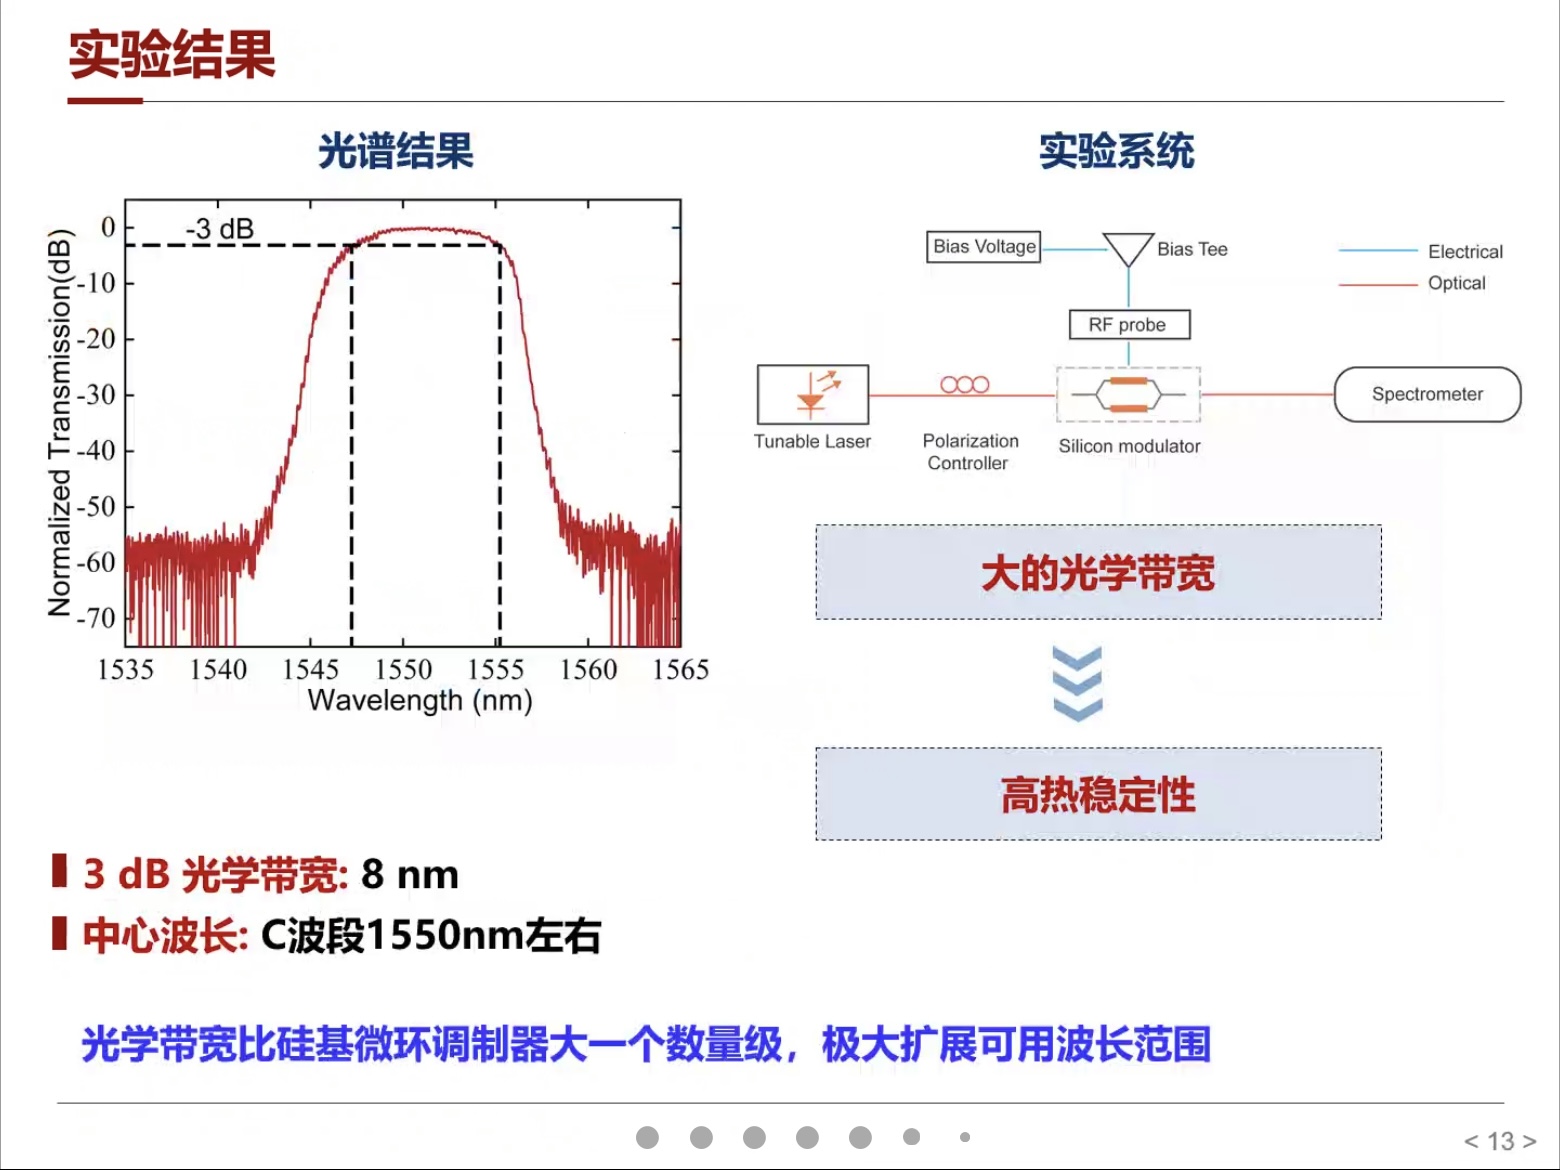 实验结果
光谱结果
-3 dB
0
-10
-20
-30
-40
-50
-60
-70
Normalized Transmission(dB)
1535 1540 1545 1550 1555 1560 1565
Wavelength (nm)
实验系统
Bias Voltage
Bias Tee
Electrical
Optical
RF probe
Spectrometer
Tunable Laser
Polarization
Controller
Silicon modulator
大的光学带宽
高热稳定性
3 dB 光学带宽: 8 nm
中心波长: C波段1550nm左右
光学带宽比硅基微环调制器大一个数量级，极大扩展可用波长范围
< 13 >